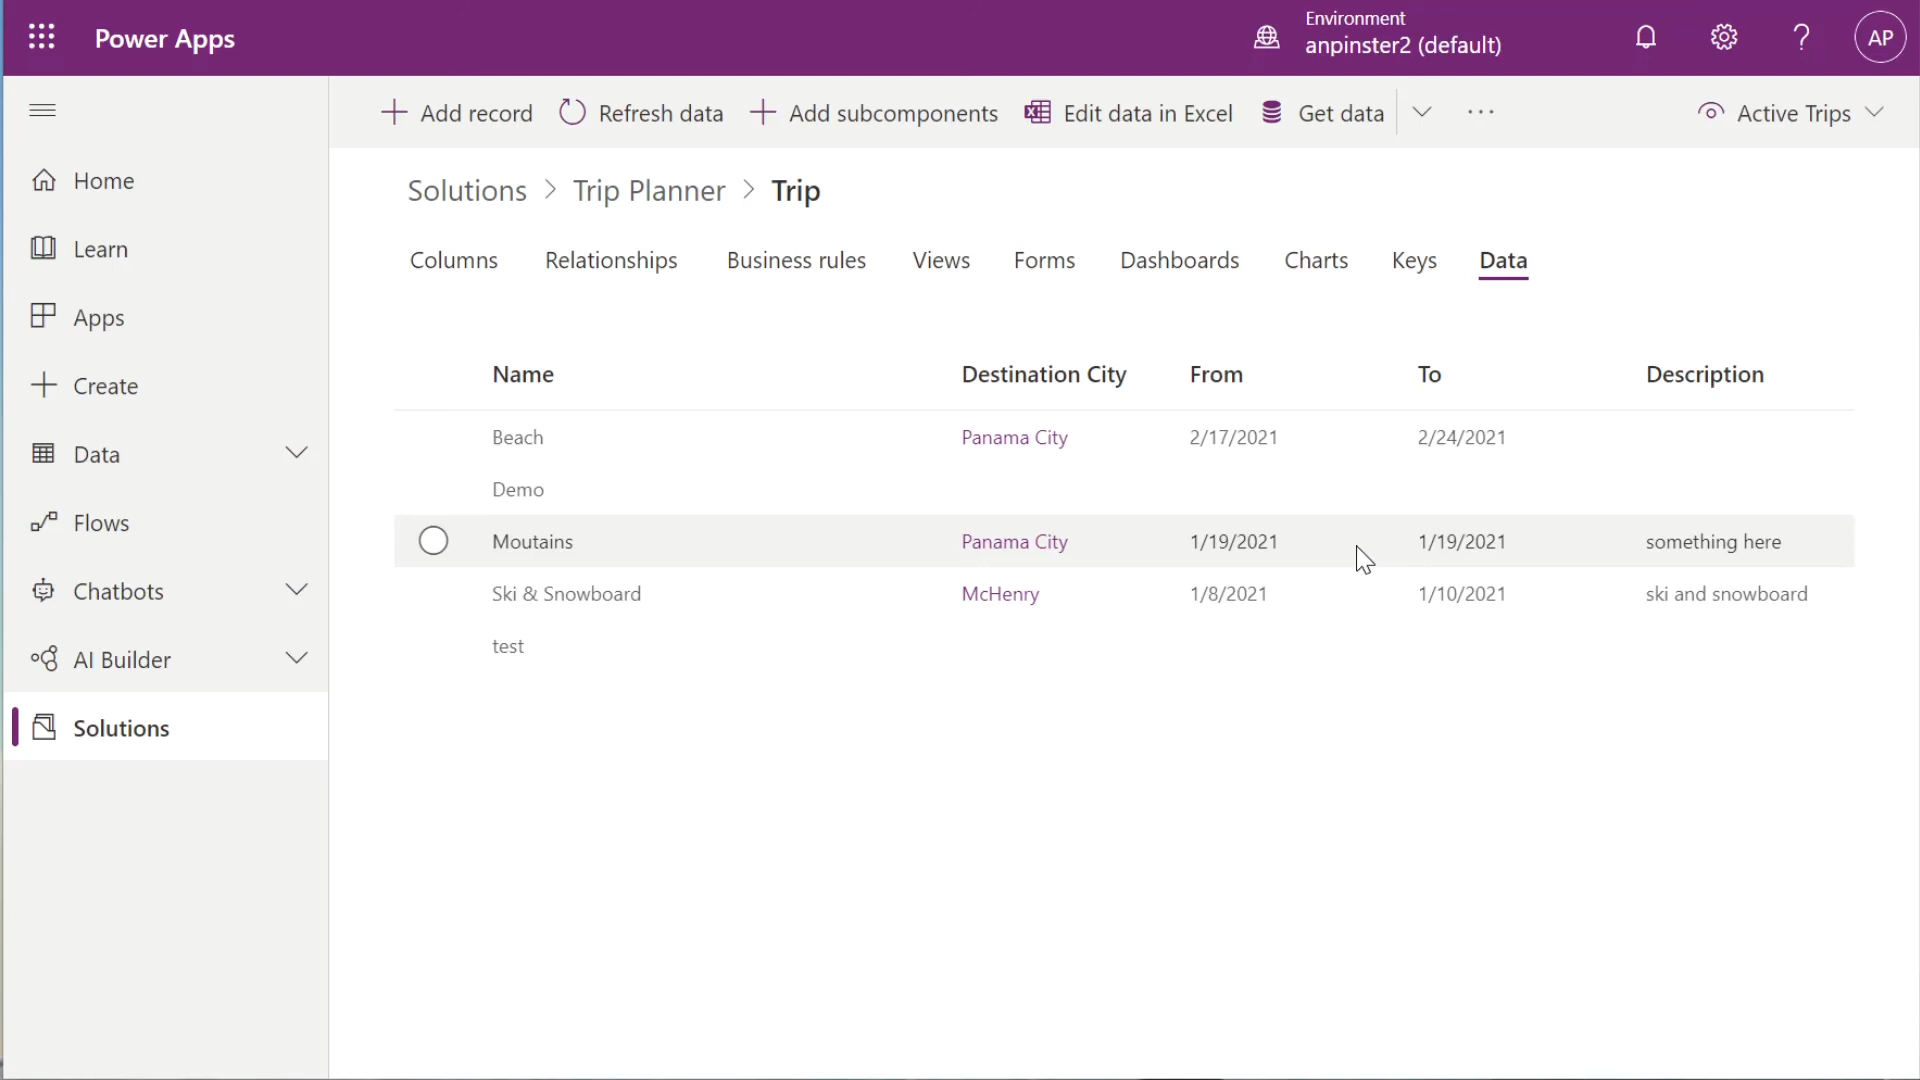 Power Apps
Environment
anpinster2 (default)
?
AP
Add record
Refresh data
Add subcomponents
Edit data in Excel
Get data
...
Active Trips
Home
Learn
Apps
Create
Data
Flows
Chatbots
AI Builder
Solutions
Solutions > Trip Planner > Trip
Columns Relationships Business rules Views Forms Dashboards Charts Keys Data
Name Destination City From To Description
Beach Panama City 2/17/2021 2/24/2021
Demo
Moutains Panama City 1/19/2021 1/19/2021 something here
Ski & Snowboard McHenry 1/8/2021 1/10/2021 ski and snowboard
test